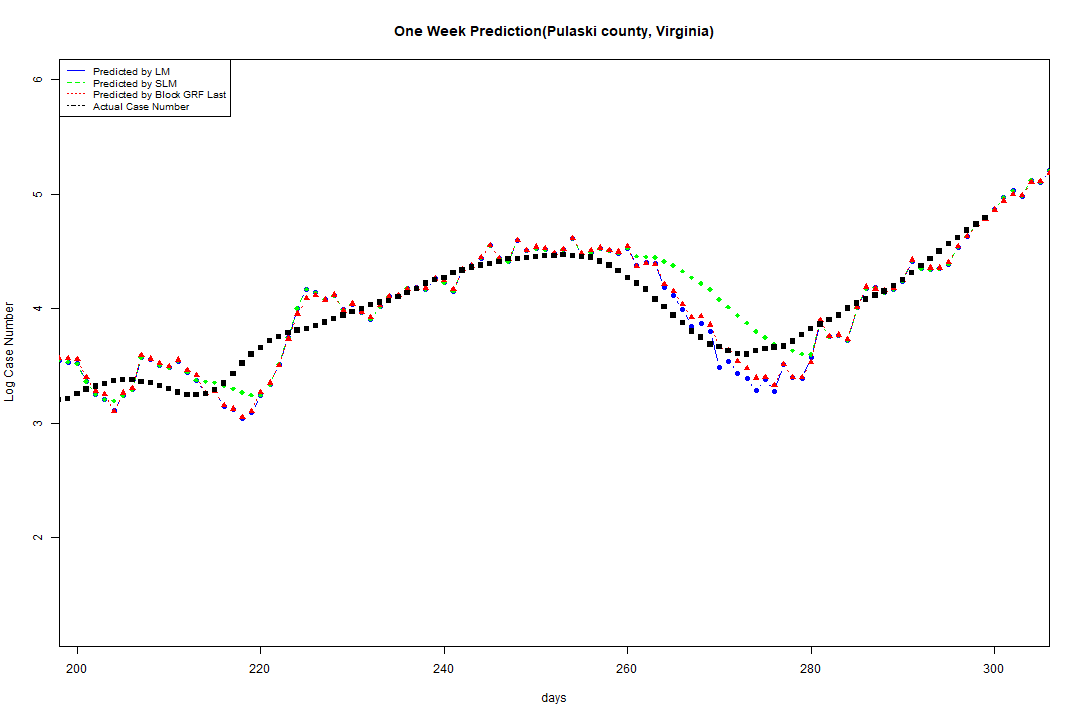 One Week Prediction(Pulaski county, Virginia)
Predicted by LM
Predicted by SLM
Predicted by Block GRF Last
Actual Case Number
6
5
4
3
2
Log Case Number
200 220 240 260 280 300
days